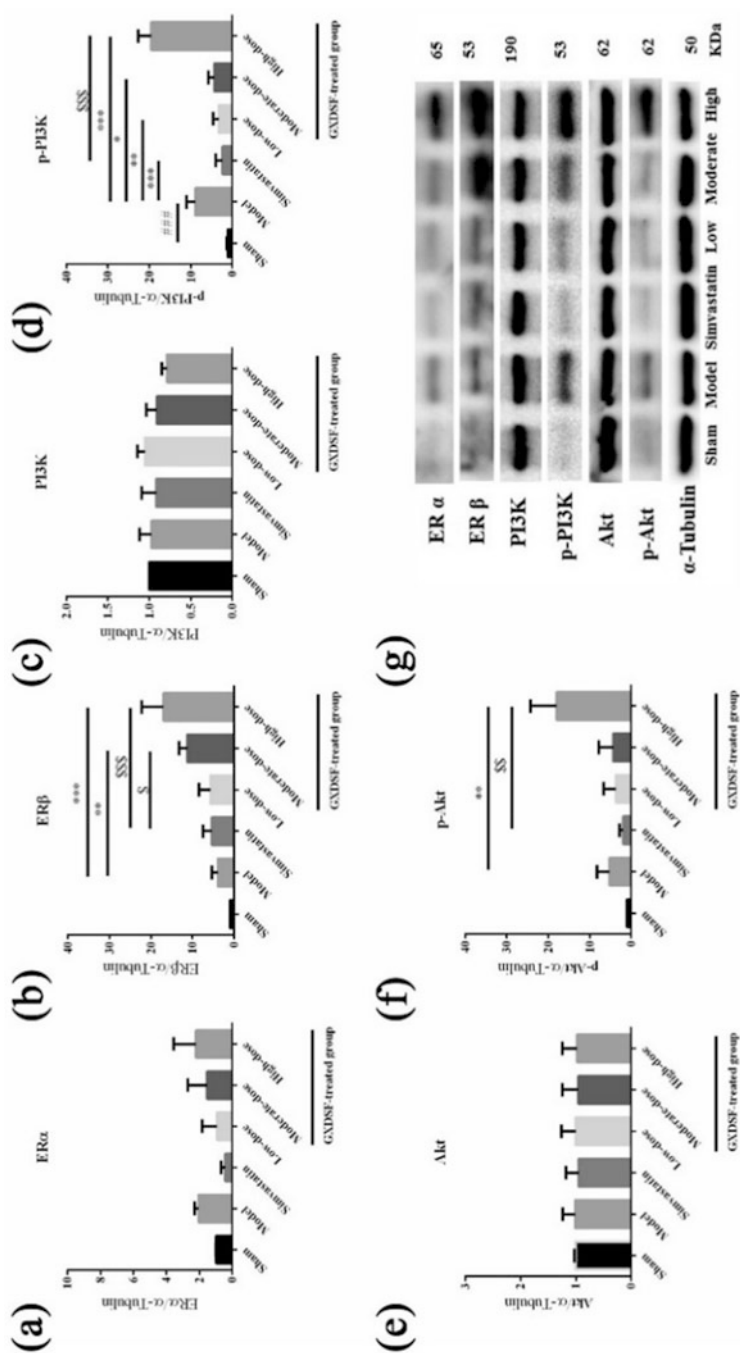 (a)
ERα
ERα/α-Tubulin
10
8
6
4
2
0
Sham
Model
Simvastatin
Low-dose
Moderate-dose
High-dose
GXDSF-treated group
(b)
ERβ
ERβ/α-Tubulin
40
30
20
10
0
***
**
$$$
$
Sham
Model
Simvastatin
Low-dose
Moderate-dose
High-dose
GXDSF-treated group
(c)
PI3K
PI3K/α-Tubulin
2.0
1.5
1.0
0.5
0.0
Sham
Model
Simvastatin
Low-dose
Moderate-dose
High-dose
GXDSF-treated group
(d)
p-PI3K
p-PI3K/α-Tubulin
40
30
20
10
0
$$$
***
*
**
***
###
Sham
Model
Simvastatin
Low-dose
Moderate-dose
High-dose
GXDSF-treated group
(e)
Akt
Akt/α-Tubulin
3
2
1
0
Sham
Model
Simvastatin
Low-dose
Moderate-dose
High-dose
GXDSF-treated group
(f)
p-Akt
p-Akt/α-Tubulin
40
30
20
10
0
**
$$
Sham
Model
Simvastatin
Low-dose
Moderate-dose
High-dose
GXDSF-treated group
(g)
ER α 65
ER β 53
PI3K 190
p-PI3K 53
Akt 62
p-Akt 62
α-Tubulin 50
Sham Model Simvastatin Low Moderate High KDa